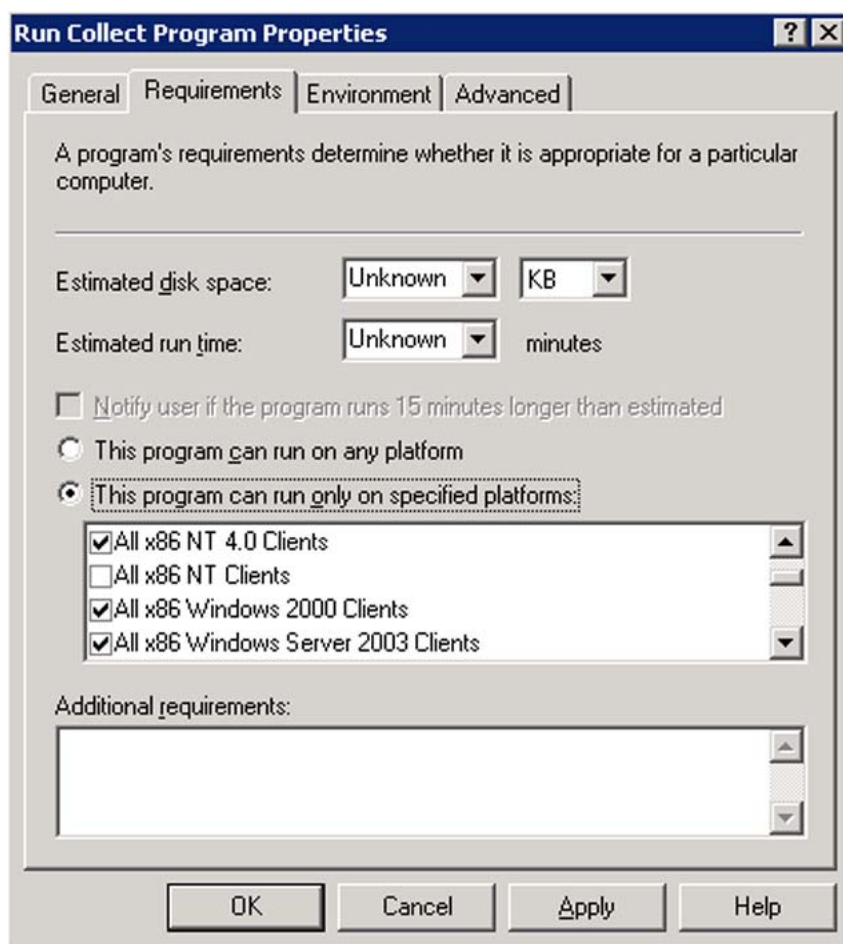 Run Collect Program Properties
General Requirements Environment Advanced
A program's requirements determine whether it is appropriate for a particular
computer.
Estimated disk space: Unknown KB
Estimated run time: Unknown minutes
Notify user if the program runs 15 minutes longer than estimated
This program can run on any platform
This program can run only on specified platforms:
All x86 NT 4.0 Clients
All x86 NT Clients
All x86 Windows 2000 Clients
All x86 Windows Server 2003 Clients
Additional requirements:
OK Cancel Apply Help